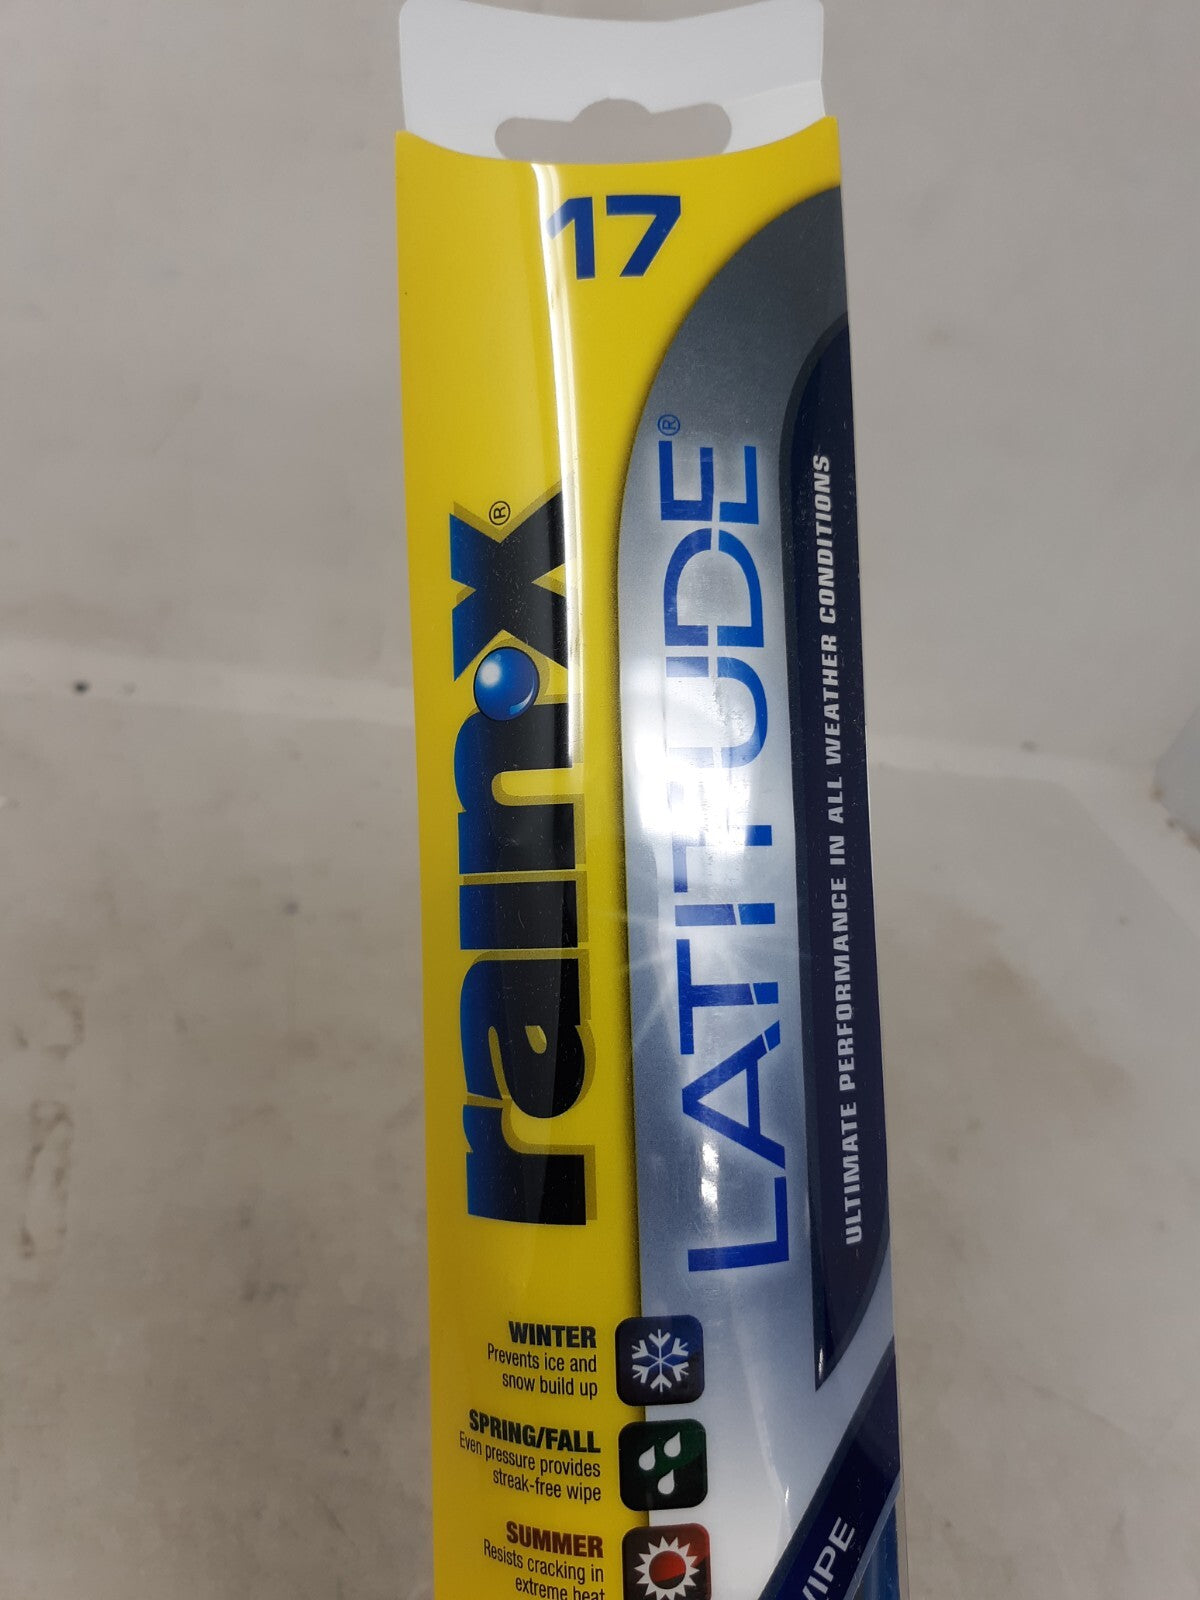 17
rain-x®
LATITUDE®
ULTIMATE PERFORMANCE IN ALL WEATHER CONDITIONS
WINTER
Prevents ice and
snow build up
SPRING/FALL
Even pressure provides
streak-free wipe
SUMMER
Resists cracking in
extreme heat